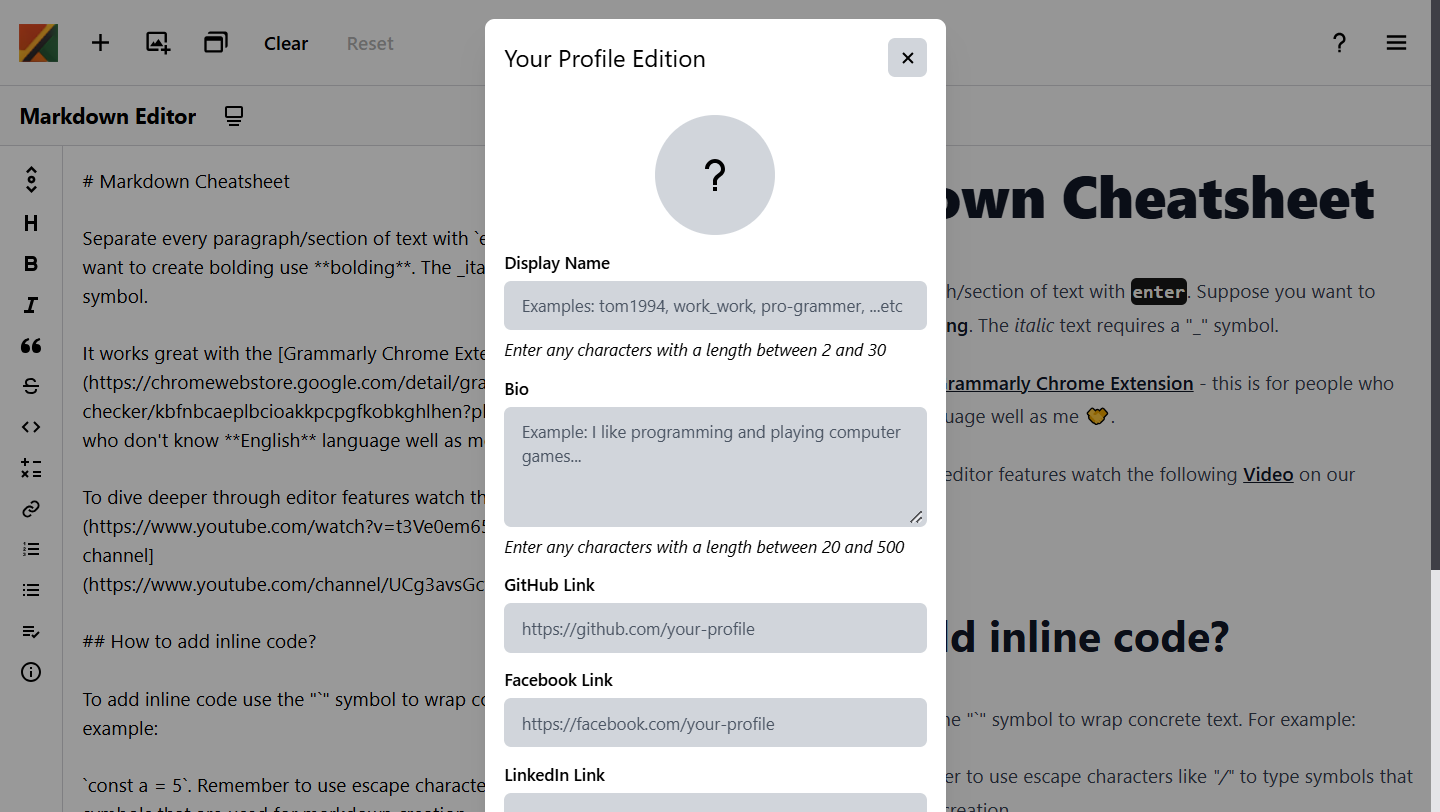 Clear
Reset
Your Profile Edition
Markdown Editor
# Markdown Cheatsheet
Separate every paragraph/section of text with `e
want to create bolding use **bolding**. The _ita
symbol.
It works great with the [Grammarly Chrome Exte
(https://chromewebstore.google.com/detail/gra
checker/kbfnbcaeplbcioakkpcpgfkobkghlhen?pl
who don't know **English** language well as me
To dive deeper through editor features watch th
(https://www.youtube.com/watch?v=t3Ve0em65
channel]
(https://www.youtube.com/channel/UCg3avsGc
## How to add inline code?
To add inline code use the "`" symbol to wrap co
example:
`const a = 5`. Remember to use escape characte
symbols that are used for markdown creation
?
Display Name
Examples: tom1994, work_work, pro-grammer, ...etc
Enter any characters with a length between 2 and 30
Bio
Example: I like programming and playing computer
games...
Enter any characters with a length between 20 and 500
GitHub Link
https://github.com/your-profile
Facebook Link
https://facebook.com/your-profile
LinkedIn Link
own Cheatsheet
h/section of text with enter. Suppose you want to
ng. The italic text requires a "_" symbol.
rammarly Chrome Extension - this is for people who
uage well as me 🤝.
editor features watch the following Video on our
ld inline code?
he "`" symbol to wrap concrete text. For example:
er to use escape characters like "/" to type symbols that
creation